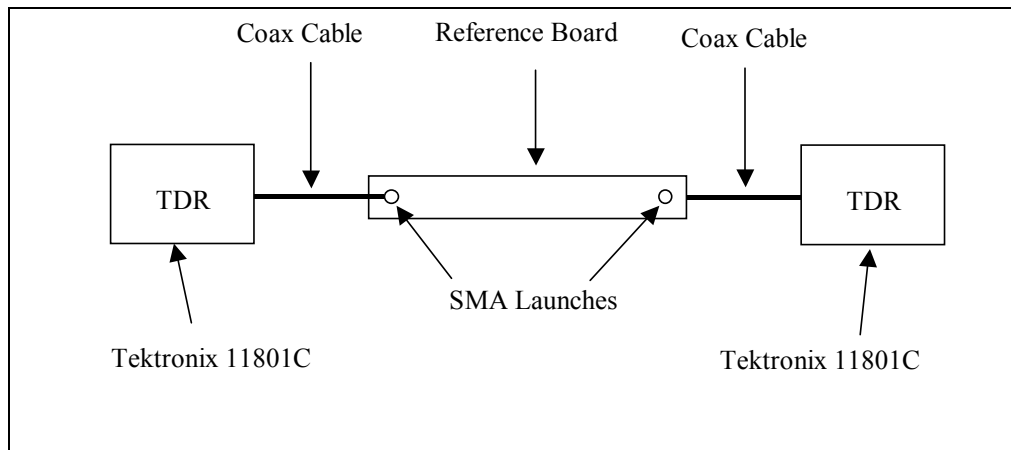 Coax Cable
Reference Board
Coax Cable
TDR
TDR
SMA Launches
Tektronix 11801C
Tektronix 11801C